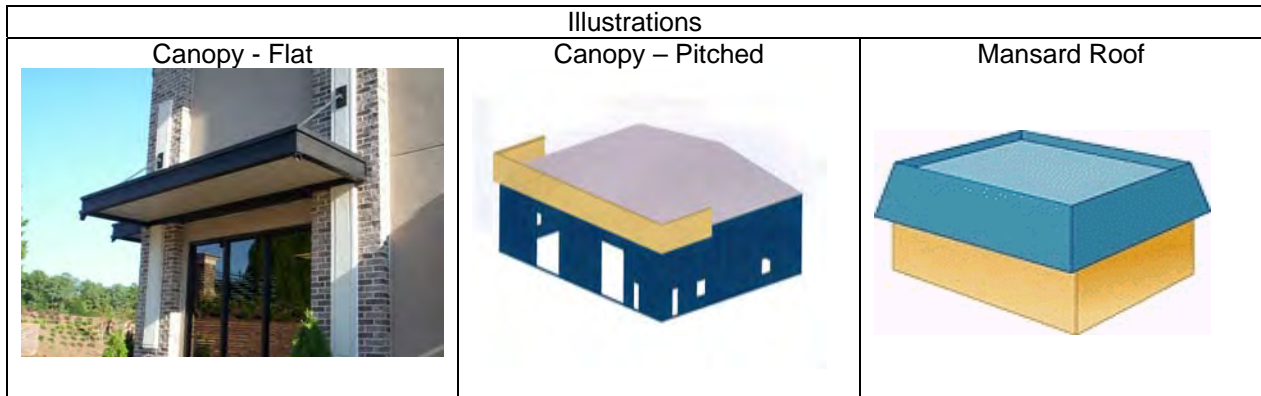 Illustrations
Canopy - Flat
Canopy – Pitched
Mansard Roof